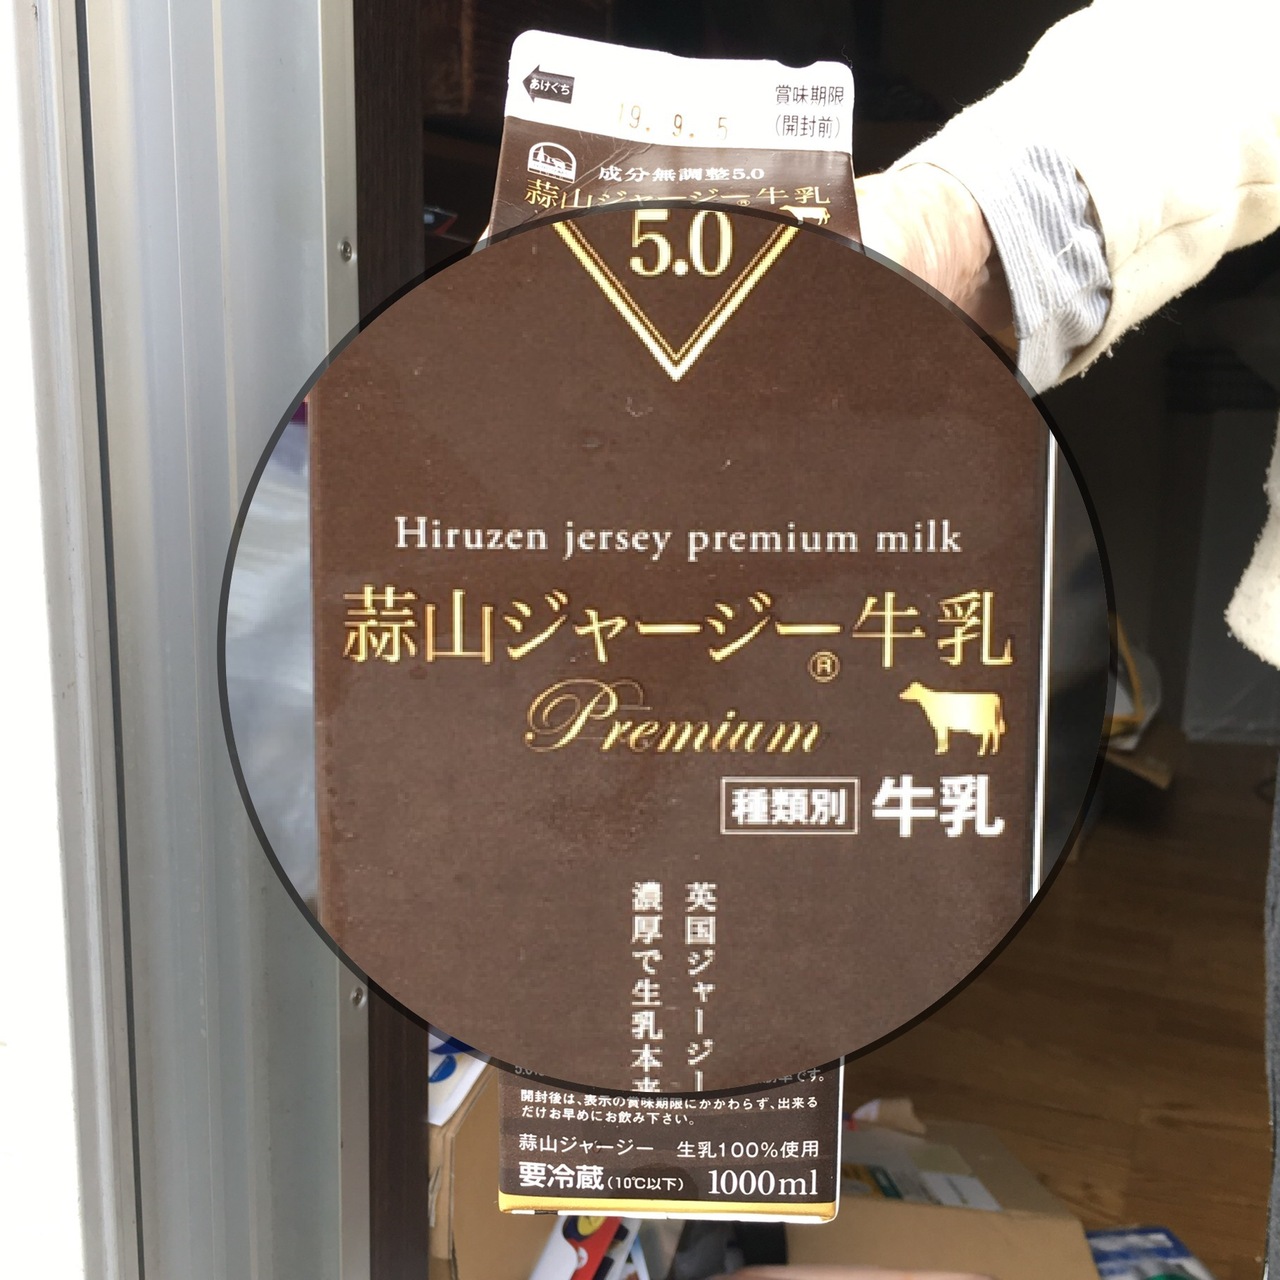 あけぐち
賞味期限
19. 9. 5
(開封前)
成分無調整5.0
蒜山ジャージー®牛乳
5.0
Hiruzen jersey premium milk
蒜山ジャージー®牛乳
Premium
種類別 牛乳
英国ジャージー
濃厚で生乳本来
開封後は、表示の賞味期限にかかわらず、出来る
だけお早めにお飲み下さい。
蒜山ジャージー 生乳100%使用
要冷蔵(10℃以下) 1000ml